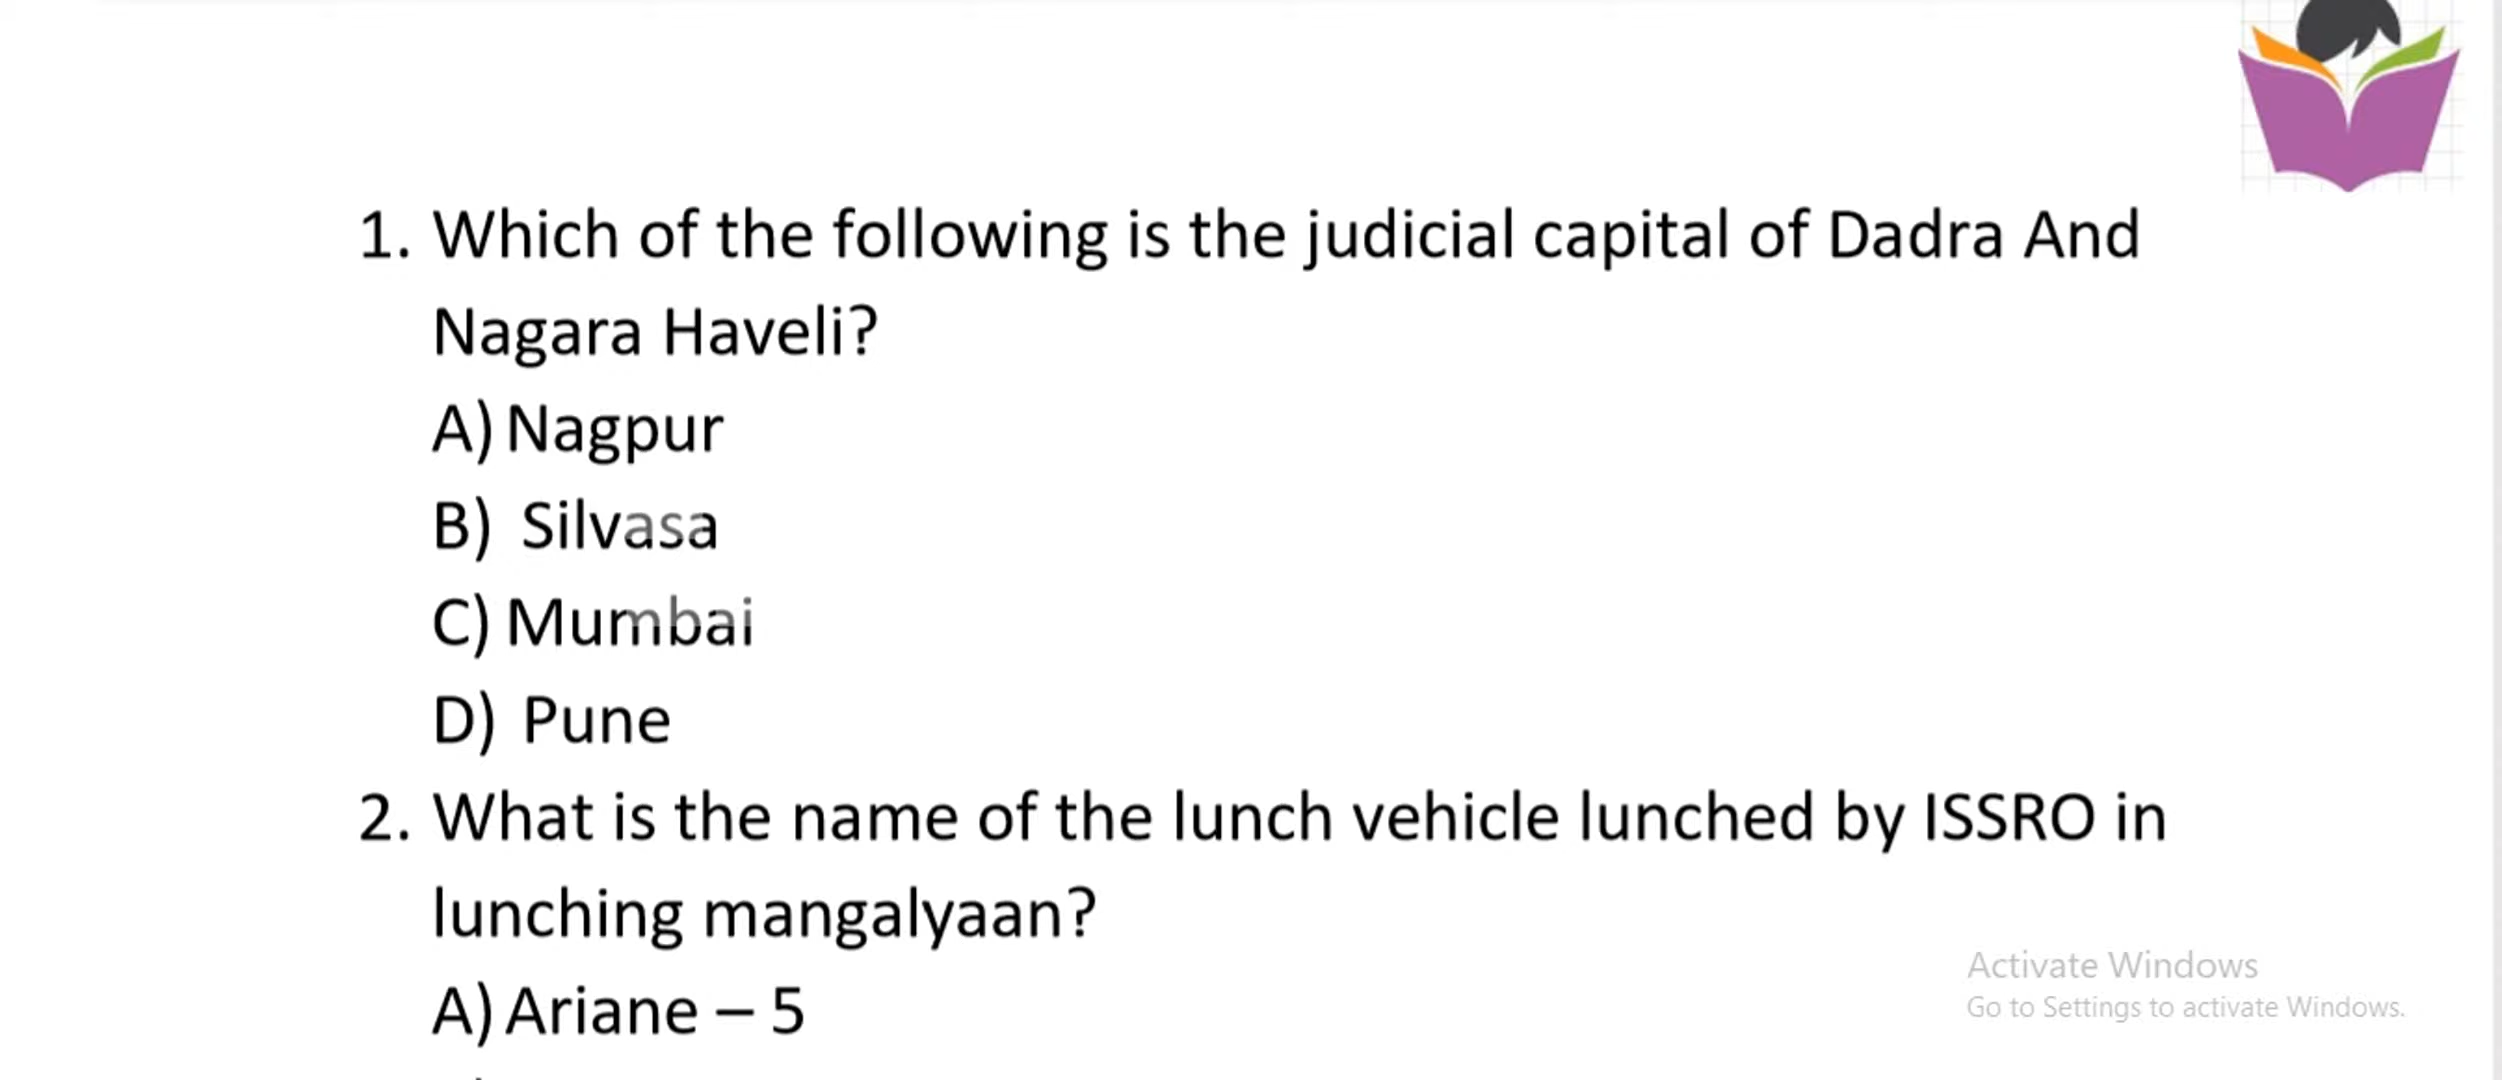 1. Which of the following is the judicial capital of Dadra And
Nagara Haveli?
A) Nagpur
B) Silvasa
C) Mumbai
D) Pune
2. What is the name of the lunch vehicle lunched by ISSRO in
lunching mangalyaan?
A) Ariane – 5
Activate Windows
Go to Settings to activate Windows.